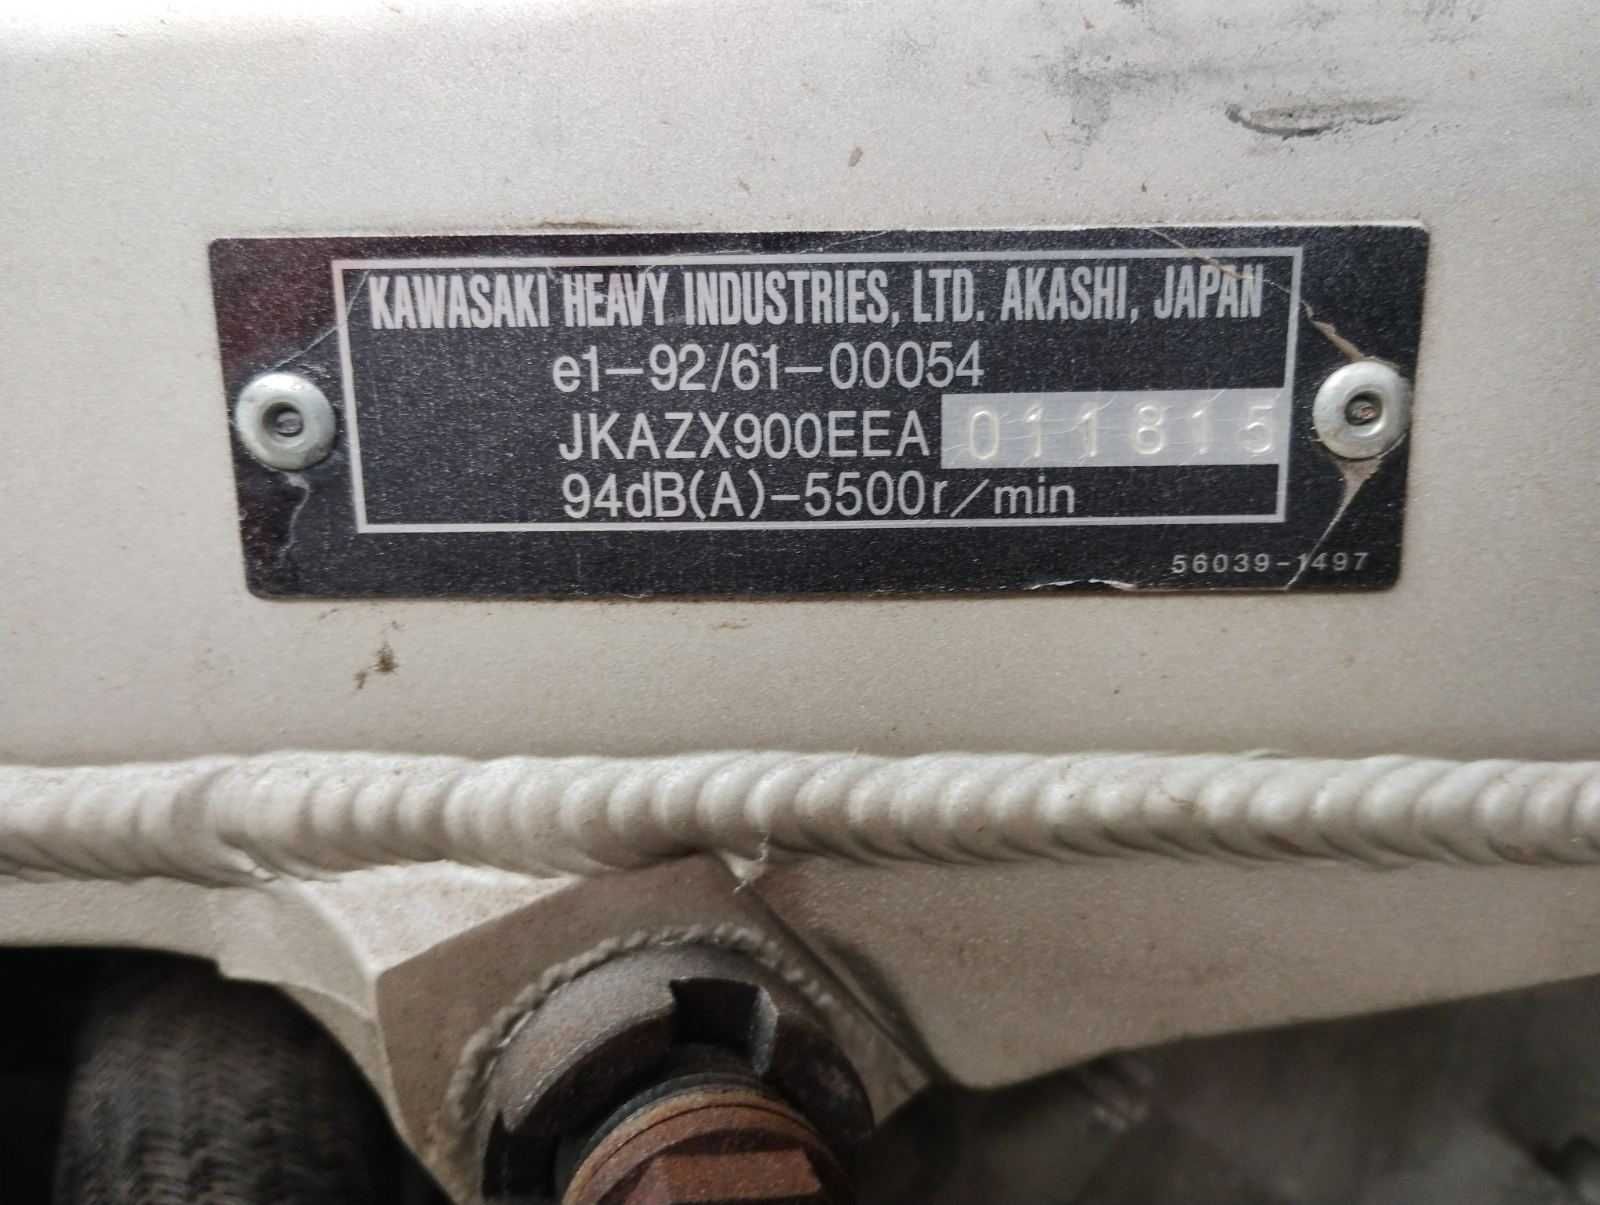 KAWASAKI HEAVY INDUSTRIES, LTD. AKASHI, JAPAN
e1-92/61-00054
JKAZX900EEA 011815
94dB(A)-5500r/min
56039-1497